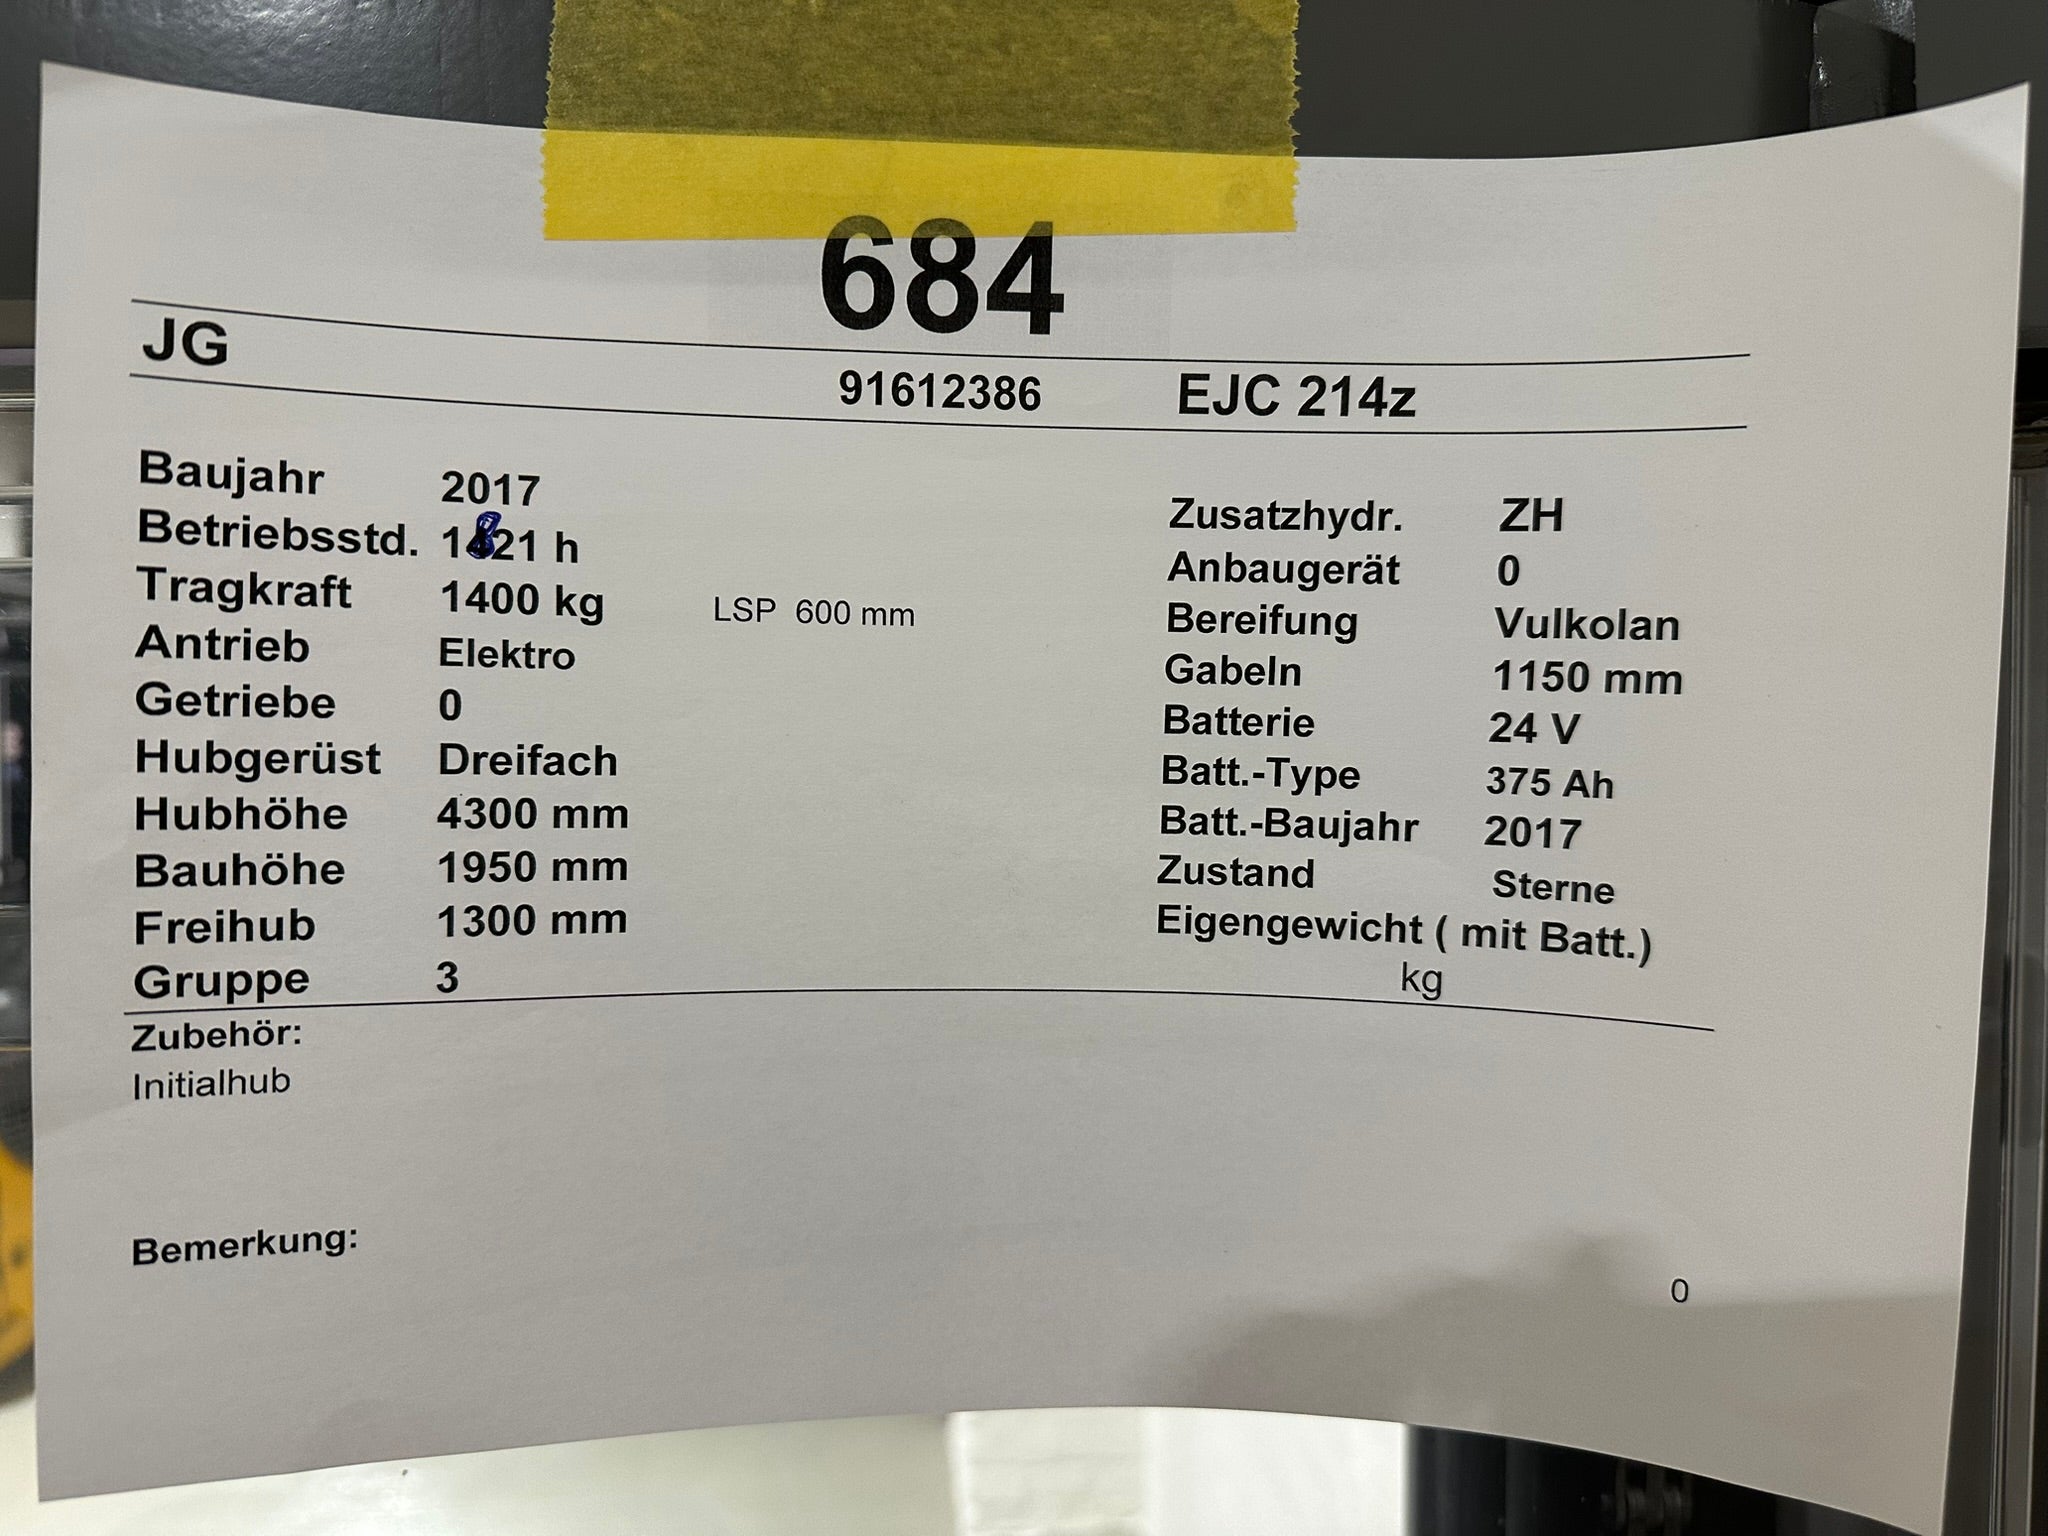 684
JG 91612386 EJC 214z
Baujahr 2017
Betriebsstd. 1821 h
Tragkraft 1400 kg LSP 600 mm
Antrieb Elektro
Getriebe 0
Hubgerüst Dreifach
Hubhöhe 4300 mm
Bauhöhe 1950 mm
Freihub 1300 mm
Gruppe 3
Zusatzhydr. ZH
Anbaugerät 0
Bereifung Vulkolan
Gabeln 1150 mm
Batterie 24 V
Batt.-Type 375 Ah
Batt.-Baujahr 2017
Zustand Sterne
Eigengewicht ( mit Batt.)
kg
Zubehör:
Initialhub
Bemerkung:
0